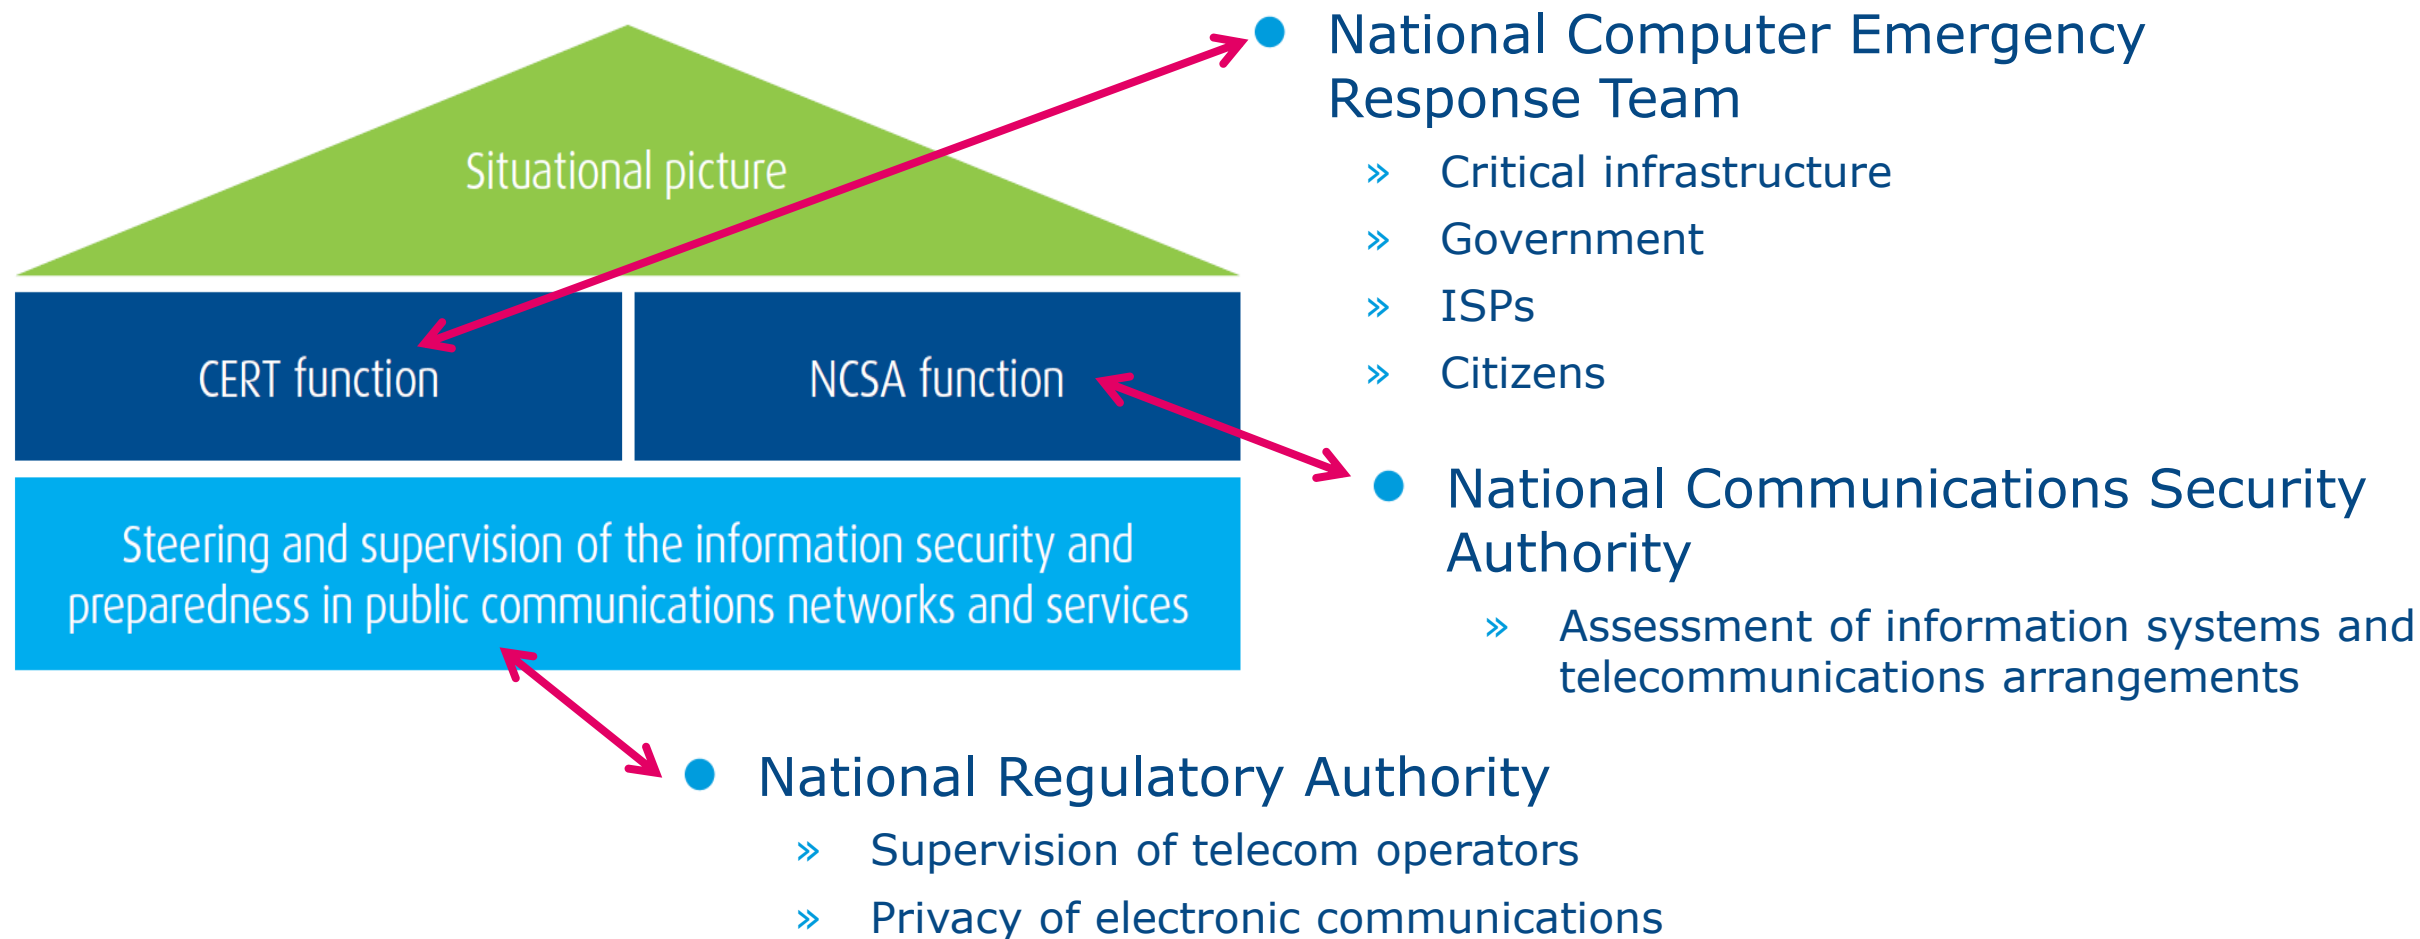 Situational picture
CERT function
NCSA function
Steering and supervision of the information security and
preparedness in public communications networks and services
● National Computer Emergency
Response Team
» Critical infrastructure
» Government
» ISPs
» Citizens
● National Communications Security
Authority
» Assessment of information systems and
telecommunications arrangements
● National Regulatory Authority
» Supervision of telecom operators
» Privacy of electronic communications